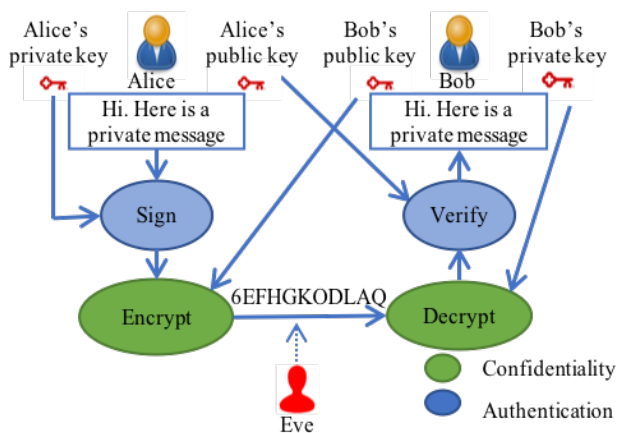 Alice's
private key
Alice
Alice's
public key
Bob's
public key
Bob
Bob's
private key
Hi. Here is a
private message
Hi. Here is a
private message
Sign
Verify
Encrypt
6EFHGKODLAQ
Decrypt
Eve
Confidentiality
Authentication